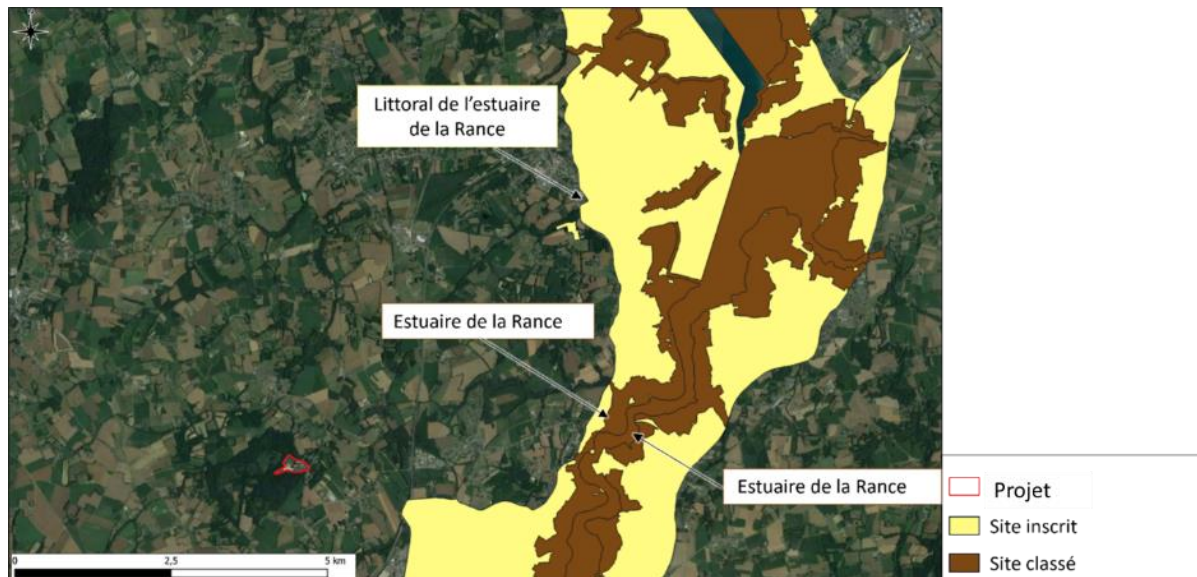 Littoral de l’estuaire
de la Rance
Estuaire de la Rance
Estuaire de la Rance
0 2,5 5 km
Projet
Site inscrit
Site classé